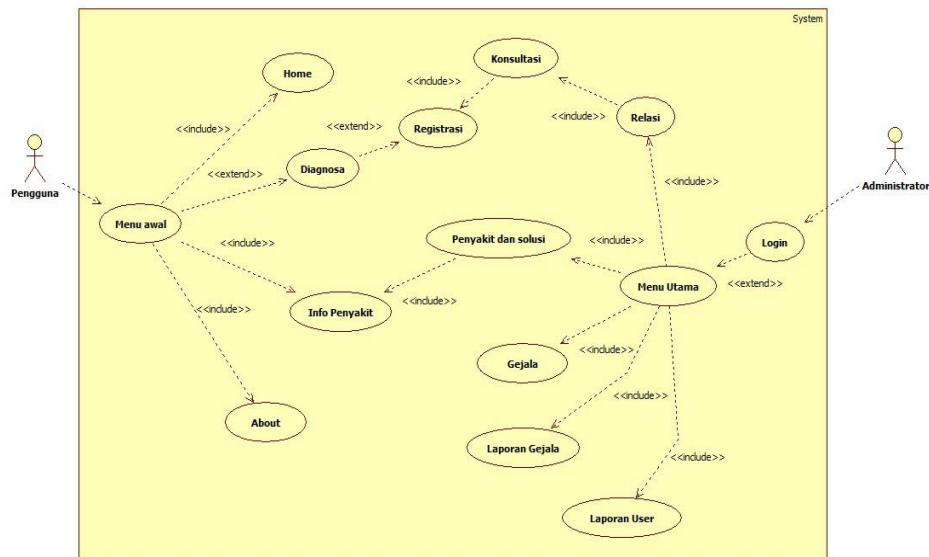 System
Konsultasi
Home
<<include>>
Relasi
<<include>>
<<include>>
<<extend>>
Registrasi
Diagnosa
<<extend>>
<<include>>
Pengguna
Administrator
Menu awal
Penyakit dan solusi
<<include>>
<<include>>
Login
Menu Utama
<<extend>>
Info Penyakit
<<include>>
<<include>>
Gejala
<<include>>
<<include>>
About
Laporan Gejala
<<include>>
Laporan User